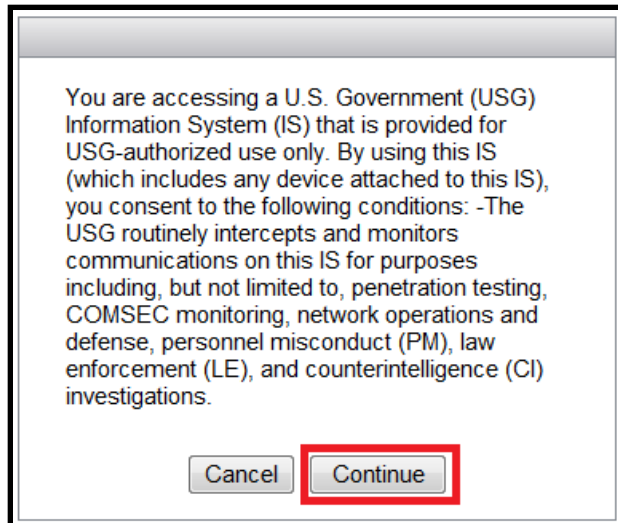 You are accessing a U.S. Government (USG)
Information System (IS) that is provided for
USG-authorized use only. By using this IS
(which includes any device attached to this IS),
you consent to the following conditions: -The
USG routinely intercepts and monitors
communications on this IS for purposes
including, but not limited to, penetration testing,
COMSEC monitoring, network operations and
defense, personnel misconduct (PM), law
enforcement (LE), and counterintelligence (CI)
investigations.
Cancel Continue